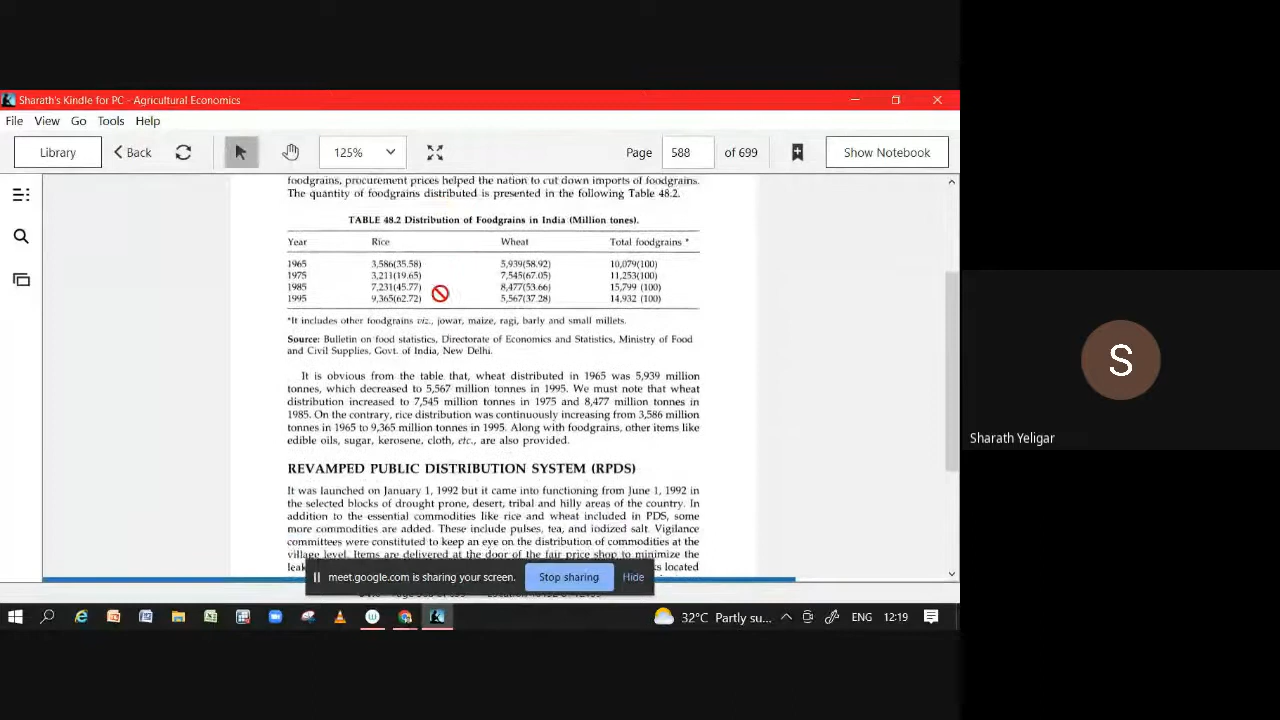 Sharath's Kindle for PC - Agricultural Economics
File View Go Tools Help
Library Back 125% Page 588 of 699 Show Notebook
foodgrains, procurement prices helped the nation to cut down imports of foodgrains.
The quantity of foodgrains distributed is presented in the following Table 48.2.
TABLE 48.2 Distribution of Foodgrains in India (Million tones).
Year Rice Wheat Total foodgrains *
1965 3,586(35.58) 5,939(58.92) 10,079(100)
1975 3,211(19.65) 7,545(67.05) 11,253(100)
1985 7,231(45.77) 8,477(53.66) 15,799 (100)
1995 9,365(62.72) 5,567(37.28) 14,932 (100)
*It includes other foodgrains viz., jowar, maize, ragi, barly and small millets.
Source: Bulletin on food statistics, Directorate of Economics and Statistics, Ministry of Food
and Civil Supplies, Govt. of India, New Delhi.
It is obvious from the table that, wheat distributed in 1965 was 5,939 million
tonnes, which decreased to 5,567 million tonnes in 1995. We must note that wheat
distribution increased to 7,545 million tonnes in 1975 and 8,477 million tonnes in
1985. On the contrary, rice distribution was continuously increasing from 3,586 million
tonnes in 1965 to 9,365 million tonnes in 1995. Along with foodgrains, other items like
edible oils, sugar, kerosene, cloth, etc., are also provided.
REVAMPED PUBLIC DISTRIBUTION SYSTEM (RPDS)
It was launched on January 1, 1992 but it came into functioning from June 1, 1992 in
the selected blocks of drought prone, desert, tribal and hilly areas of the country. In
addition to the essential commodities like rice and wheat included in PDS, some
more commodities are added. These include pulses, tea, and iodized salt. Vigilance
committees were constituted to keep an eye on the distribution of commodities at the
village level. Items are delivered at the door of the fair price shop to minimize the
located
meet.google.com is sharing your screen. Stop sharing Hide
32°C Partly su... ENG 12:19
S
Sharath Yeligar